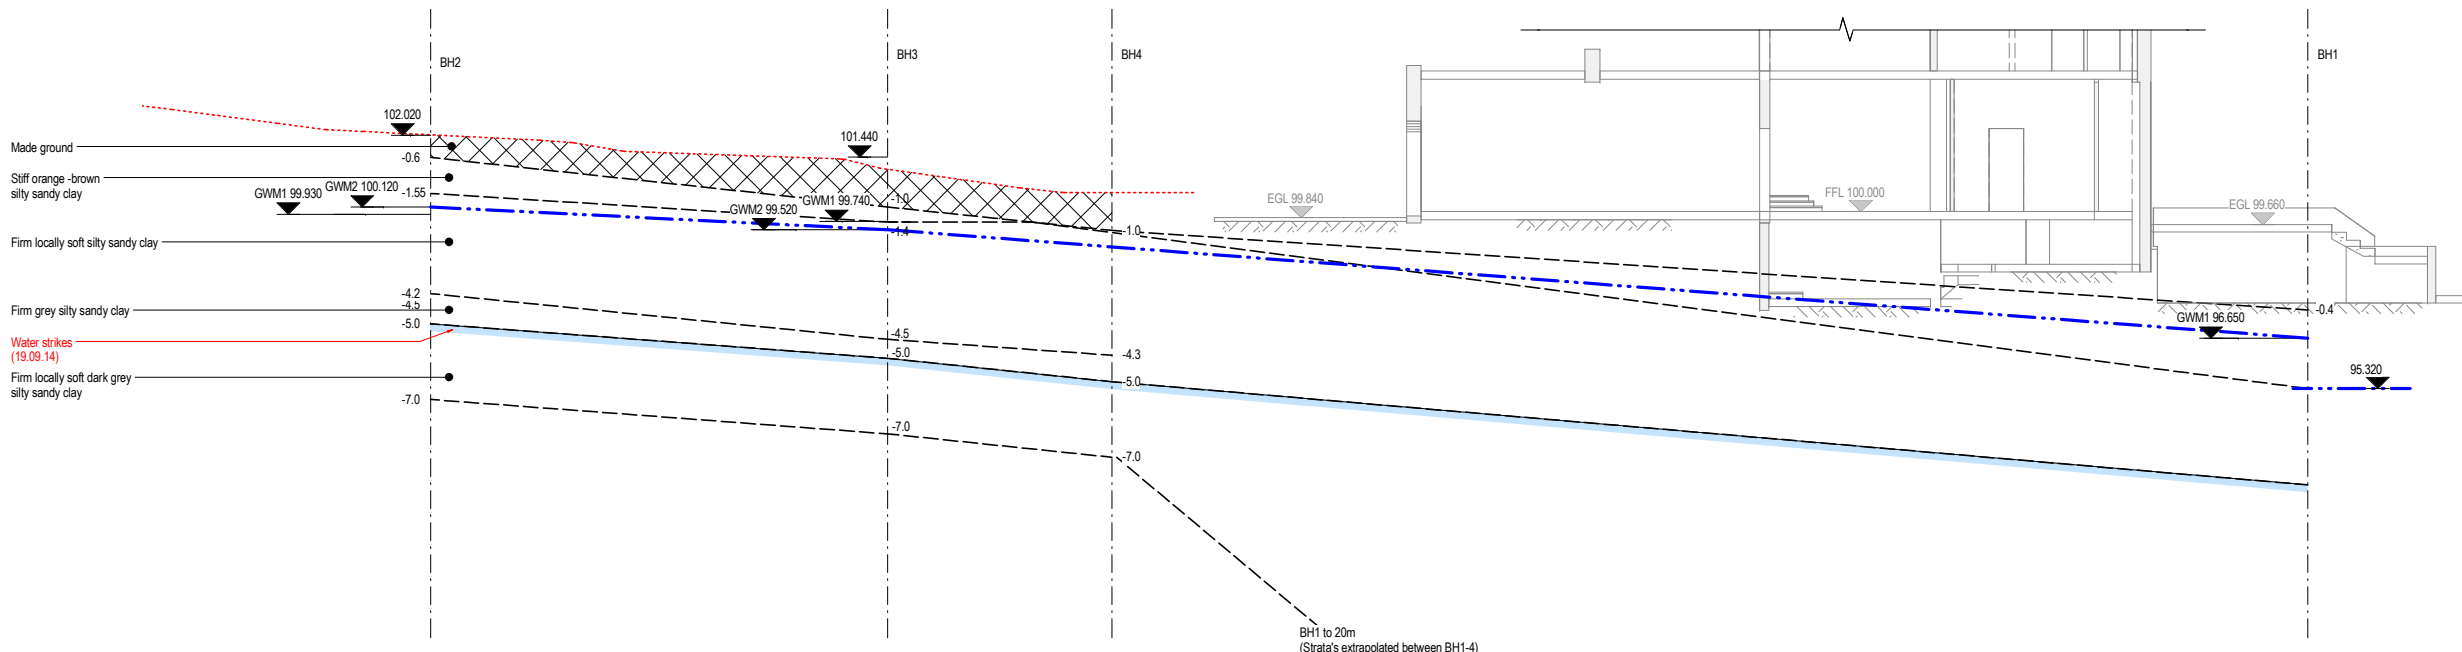 BH2
BH3
BH4
BH1
102.020
101.440
Made ground
-0.6
Stiff orange -brown
silty sandy clay
GWM1 99.930
GWM2 100.120
-1.55
GWM2 99.520
GWM1 99.740
-1.0
-1.4
-1.0
EGL 99.840
FFL 100.000
EGL 99.660
Firm locally soft silty sandy clay
-4.2
-4.5
-5.0
Firm grey silty sandy clay
Water strikes
(19.09.14)
Firm locally soft dark grey
silty sandy clay
-7.0
-4.5
-5.0
-7.0
-4.3
-5.0
-7.0
-0.4
GWM1 96.650
95.320
BH1 to 20m
(Strata's extrapolated between BH1-4)